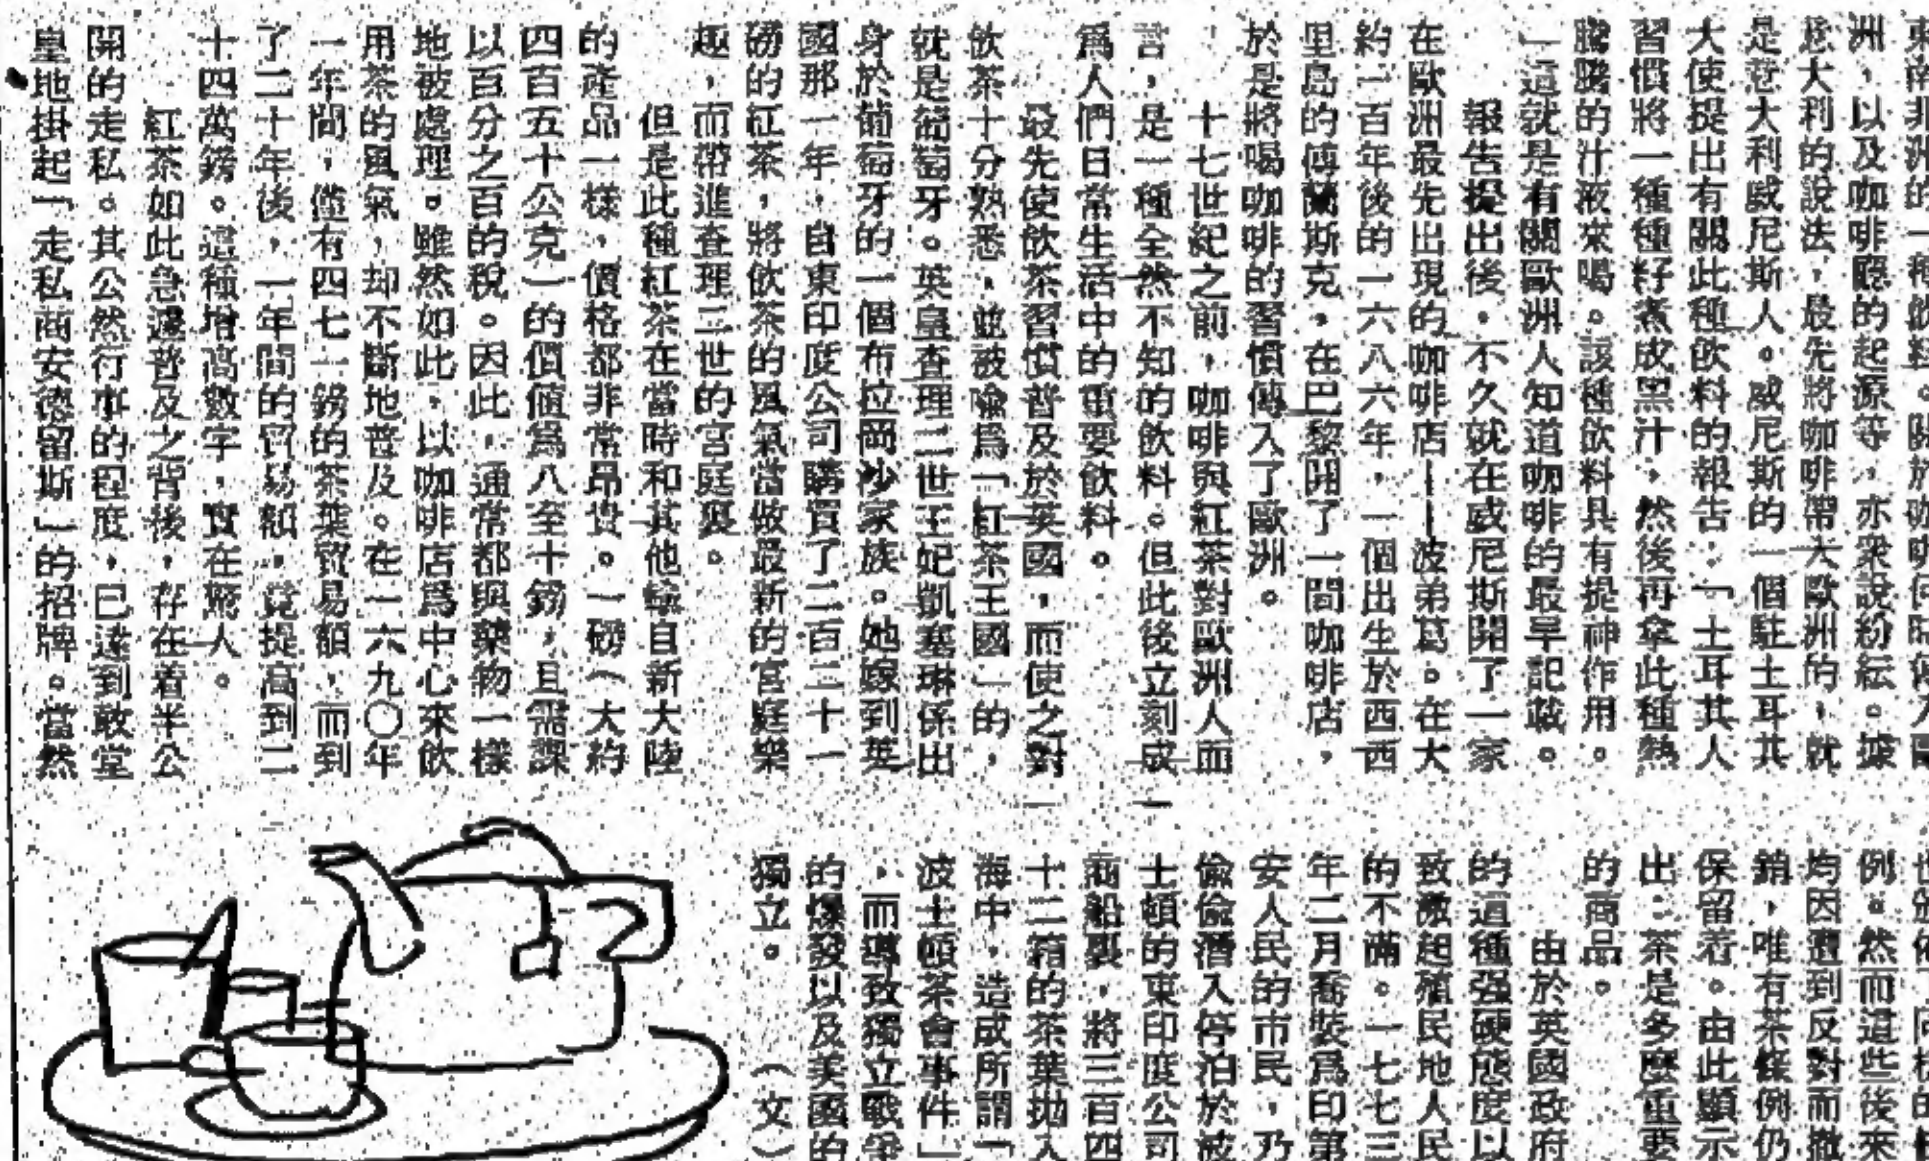 洲，以及咖啡廳的起源等，亦衆說紛紜。據
意大利的說法，最先將咖啡帶大歐洲的，就
是意大利威尼斯人。威尼斯的一個駐土耳其
大使提出有關此種飲料的報告：「土耳其人
習慣將一種種籽煮成黑汁，然後再拿此種熱
騰騰的汁液來喝。該種飲料具有提神作用。
」這就是有關歐洲人知道咖啡的最早記載。
報告提出後，不久就在威尼斯開了一家
在歐洲最先出現的咖啡店——波弟葛。在大
約一百年後的一六八六年，一個出生於西西
里島的傅蘭斯克，在巴黎開了一間咖啡店，
於是將喝咖啡的習慣傳入了歐洲。
十七世紀之前，咖啡與紅茶對歐洲人而
言，是一種全然不知的飲料。但此後立刻成
爲人們日常生活中的重要飲料。
最先使飲茶習慣普及於英國，而使之對
飲茶十分熟悉，並被喩爲「紅茶王國」的，
就是葡萄牙。英皇查理二世王妃凱塞琳係出
身於葡萄牙的一個布拉岡沙家族。她嫁到英
國那一年，自東印度公司購買了二百二十一
磅的紅茶，將飲茶的風氣當做最新的宮庭樂
趣，而帶進查理二世的宮庭裏。
但是此種紅茶在當時和其他輸自新大陸
的產品一樣，價格都非常昂貴。一磅（大約
四百五十公克）的價值爲八至十鎊，且需課
以百分之百的稅。因此，通常都與藥物一樣
地被處理。雖然如此，以咖啡店爲中心來飲
用茶的風氣，却不斷地普及。在一六九〇年
一年間，僅有四七一鎊的茶葉貿易額，而到
了二十年後，一年間的貿易額，竟提高到二
十四萬鎊。這種增高數字，實在驚人。
紅茶如此急遽普及之背後，存在着半公
開的走私。其公然行事的程度，已達到敢堂
皇地掛起「走私商安德留斯」的招牌。當然
例。然而這些後來
均因遭到反對而撤
銷，唯有茶條例仍
保留着。由此顯示
出：茶是多麼重要
的商品。
由於英國政府
的這種强硬態度以
致激起殖民地人民
的不滿。一七七三
年二月喬裝爲印第
安人民的市民，乃
偸偸潛入停泊於波
士頓的東印度公司
商船裏，將三百四
十二箱的茶葉拋入
海中，造成所謂「
波士頓茶會事件」
，而導致獨立戰爭
的爆發以及美國的
獨立。（文）